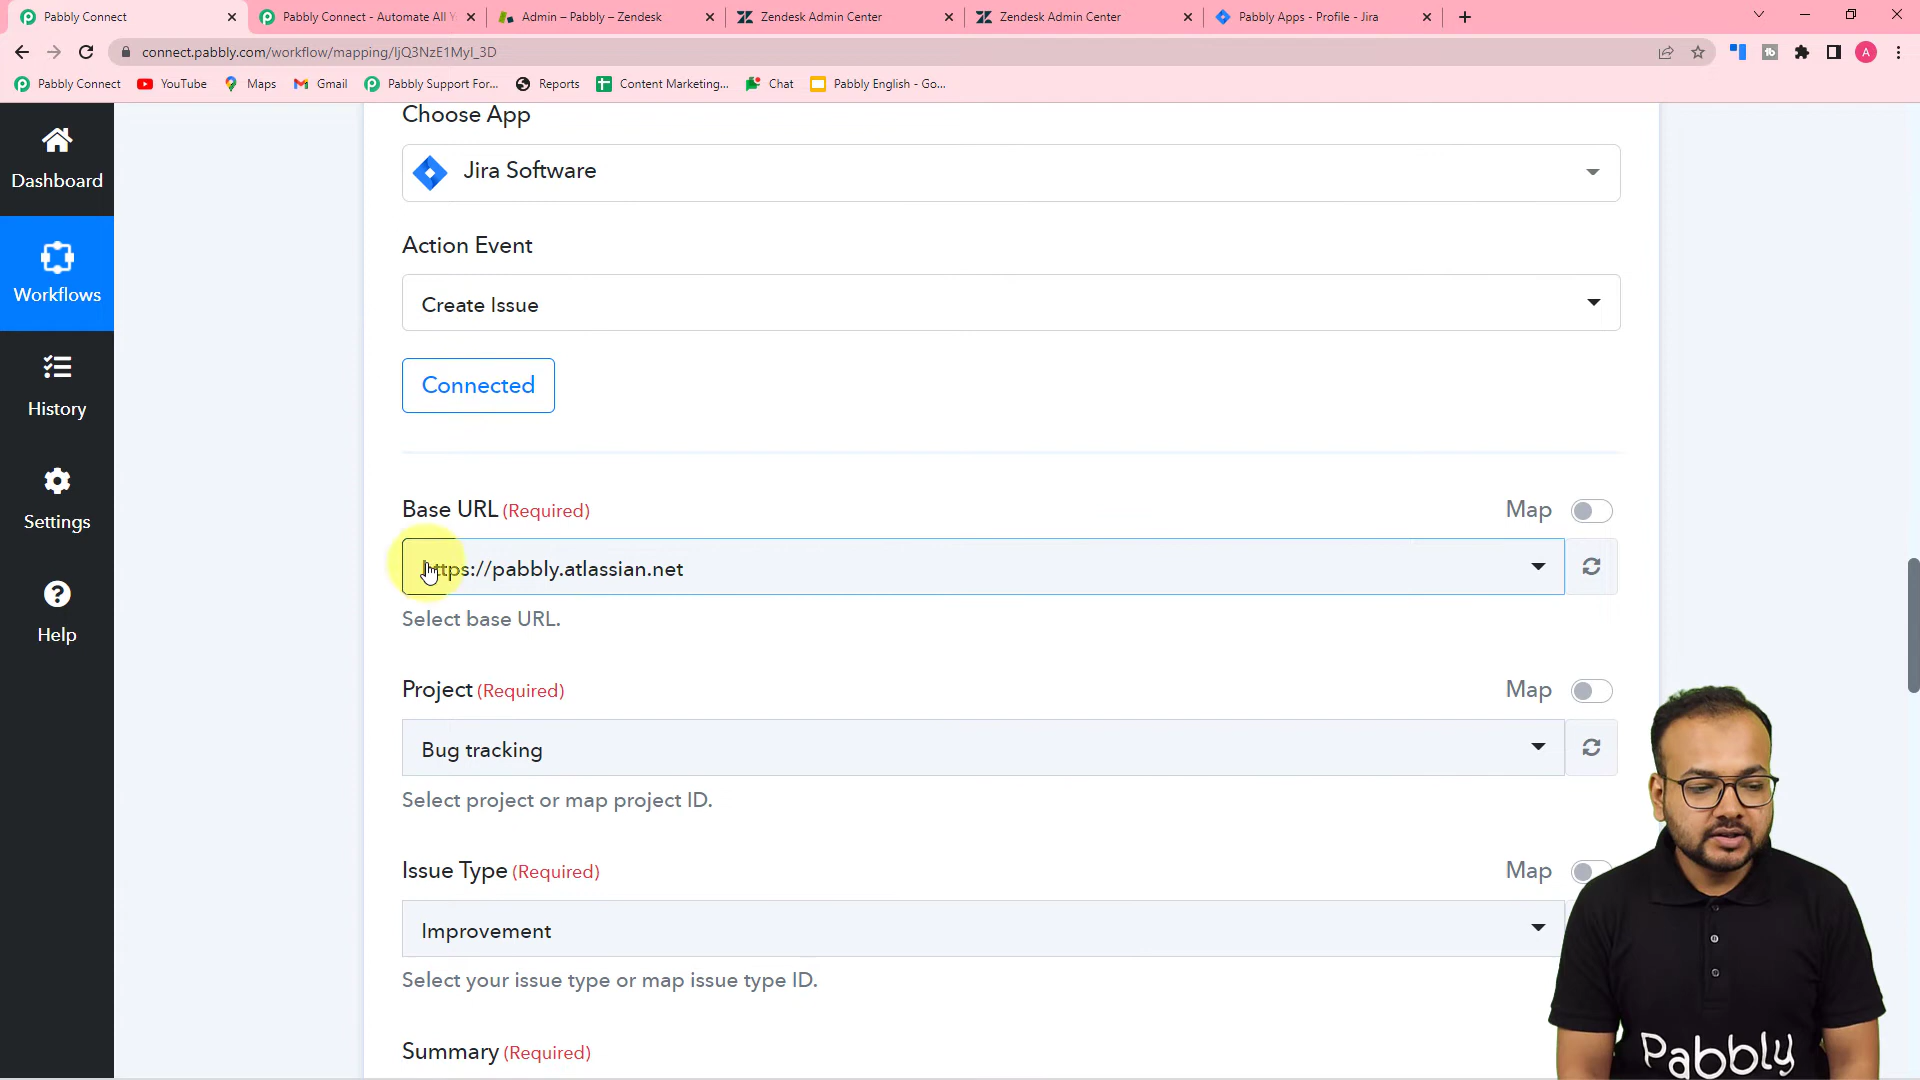 Pabbly Connect
Pabbly Connect - Automate All Y
Admin – Pabbly – Zendesk
Zendesk Admin Center
Zendesk Admin Center
Pabbly Apps - Profile - Jira
connect.pabbly.com/workflow/mapping/IjQ3NzE1MyI_3D
A
Pabbly Connect
YouTube
Maps
Gmail
Pabbly Support For...
Reports
Content Marketing...
Chat
Pabbly English - Go...
Dashboard
Workflows
History
Settings
Help
Choose App
Jira Software
Action Event
Create Issue
Connected
Base URL (Required)
Map
https://pabbly.atlassian.net
Select base URL.
Project (Required)
Map
Bug tracking
Select project or map project ID.
Issue Type (Required)
Map
Improvement
Select your issue type or map issue type ID.
Summary (Required)
Pabbly